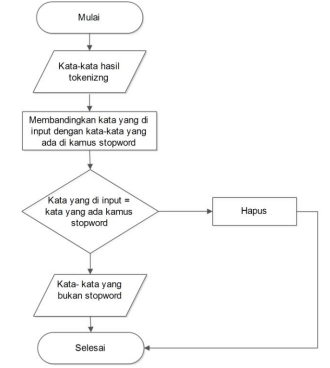 Mulai
Kata-kata hasil
tokenizng
Membandingkan kata yang di
input dengan kata-kata yang
ada di kamus stopword
Kata yang di input =
kata yang ada kamus
stopword
Hapus
Kata- kata yang
bukan stopword
Selesai